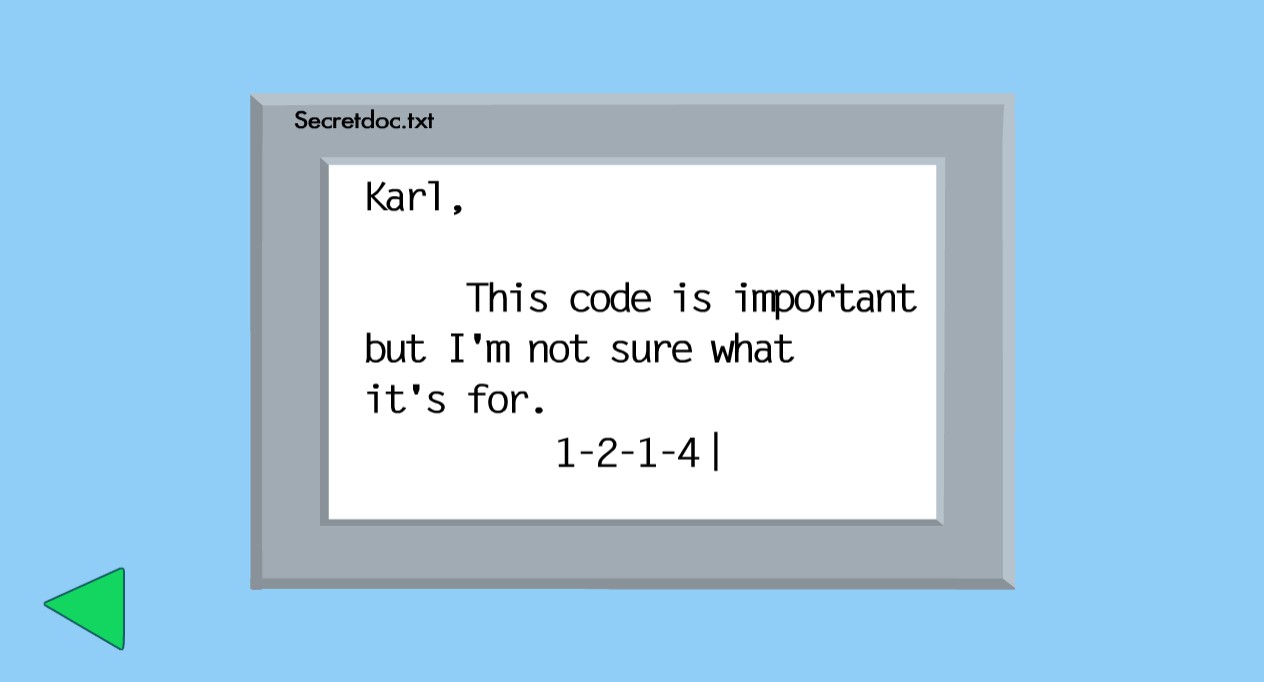 Secretdoc.txt
Karl,
This code is important
but I'm not sure what
it's for.
1-2-1-4